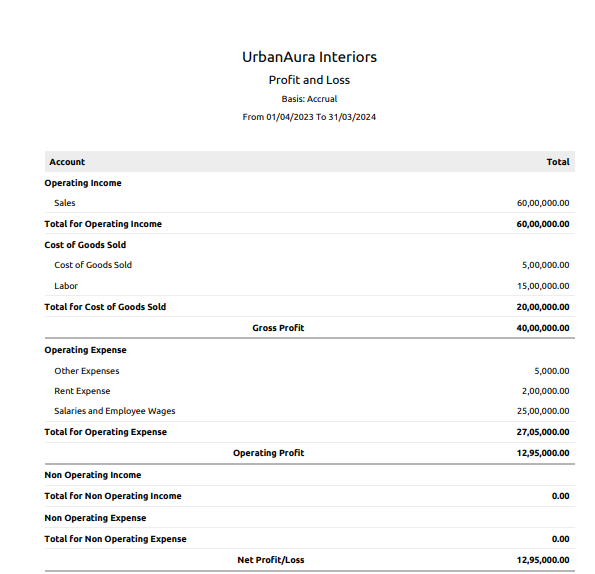 UrbanAura Interiors
Profit and Loss
Basis: Accrual
From 01/04/2023 To 31/03/2024
Account Total
Operating Income
Sales 60,00,000.00
Total for Operating Income 60,00,000.00
Cost of Goods Sold
Cost of Goods Sold 5,00,000.00
Labor 15,00,000.00
Total for Cost of Goods Sold 20,00,000.00
Gross Profit 40,00,000.00
Operating Expense
Other Expenses 5,000.00
Rent Expense 2,00,000.00
Salaries and Employee Wages 25,00,000.00
Total for Operating Expense 27,05,000.00
Operating Profit 12,95,000.00
Non Operating Income
Total for Non Operating Income 0.00
Non Operating Expense
Total for Non Operating Expense 0.00
Net Profit/Loss 12,95,000.00